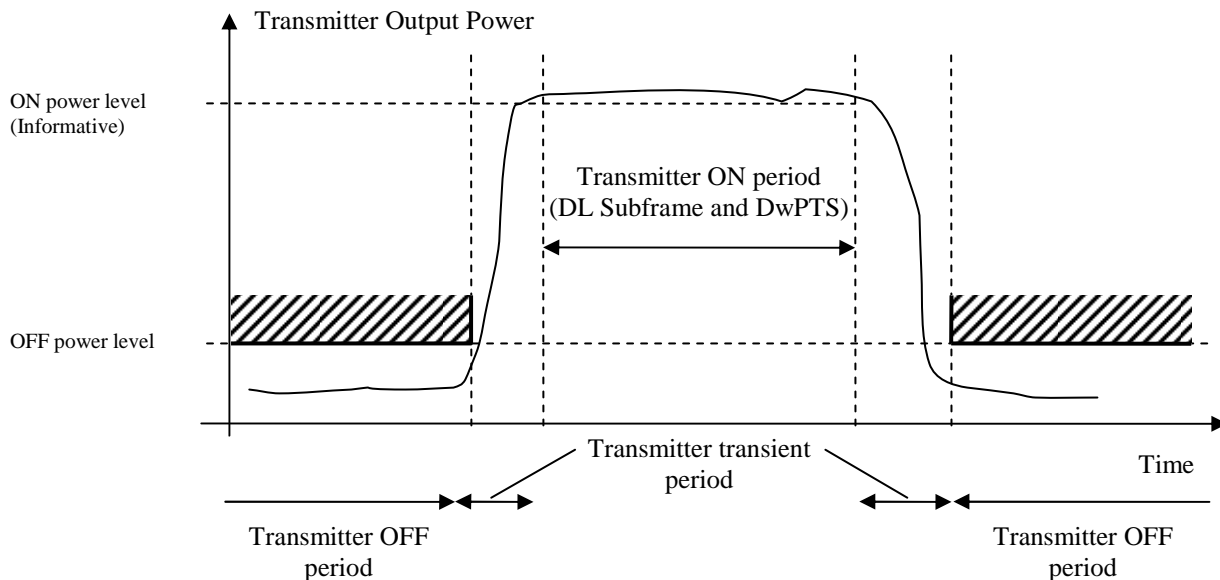 Transmitter Output Power
ON power level
(Informative)
Transmitter ON period
(DL Subframe and DwPTS)
OFF power level
Transmitter transient
period
Time
Transmitter OFF
period
Transmitter OFF
period